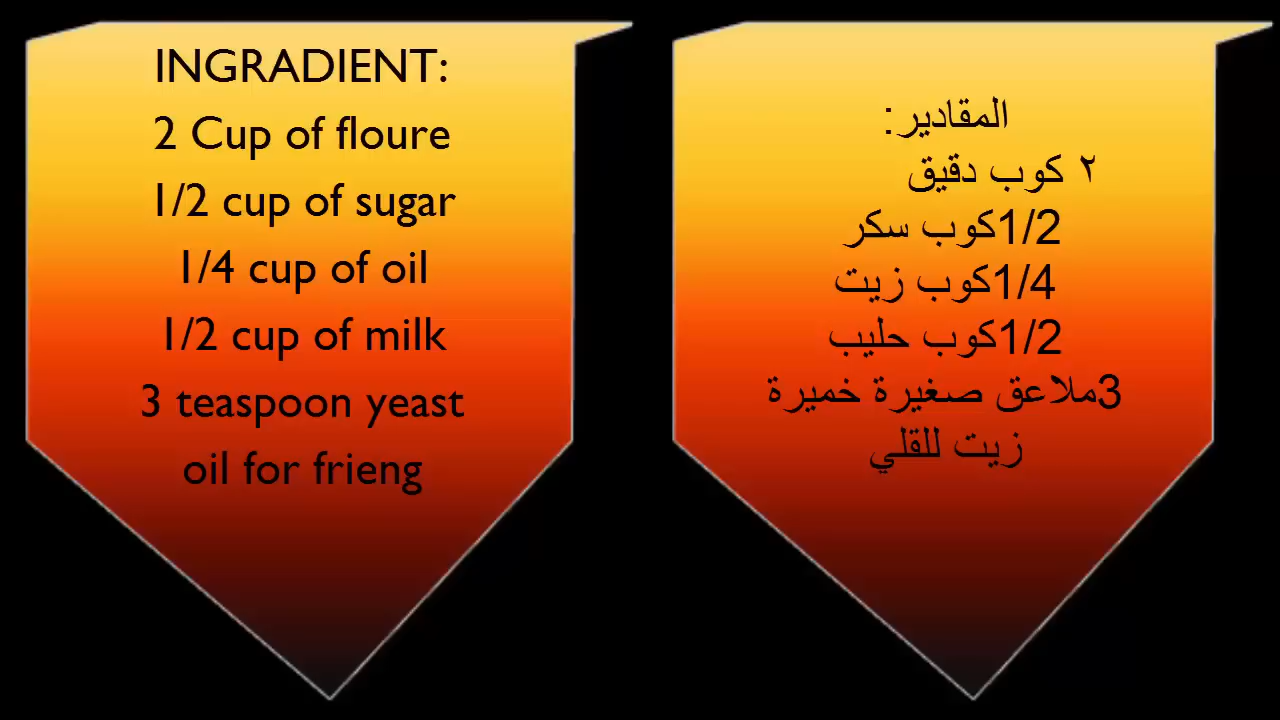 INGRADIENT:
2 Cup of floure
1/2 cup of sugar
1/4 cup of oil
1/2 cup of milk
3 teaspoon yeast
oil for frieng
المقادير:
٢ كوب دقيق
1/2كوب سكر
1/4كوب زيت
1/2كوب حليب
3ملاعق صغيرة خميرة
زيت للقلي